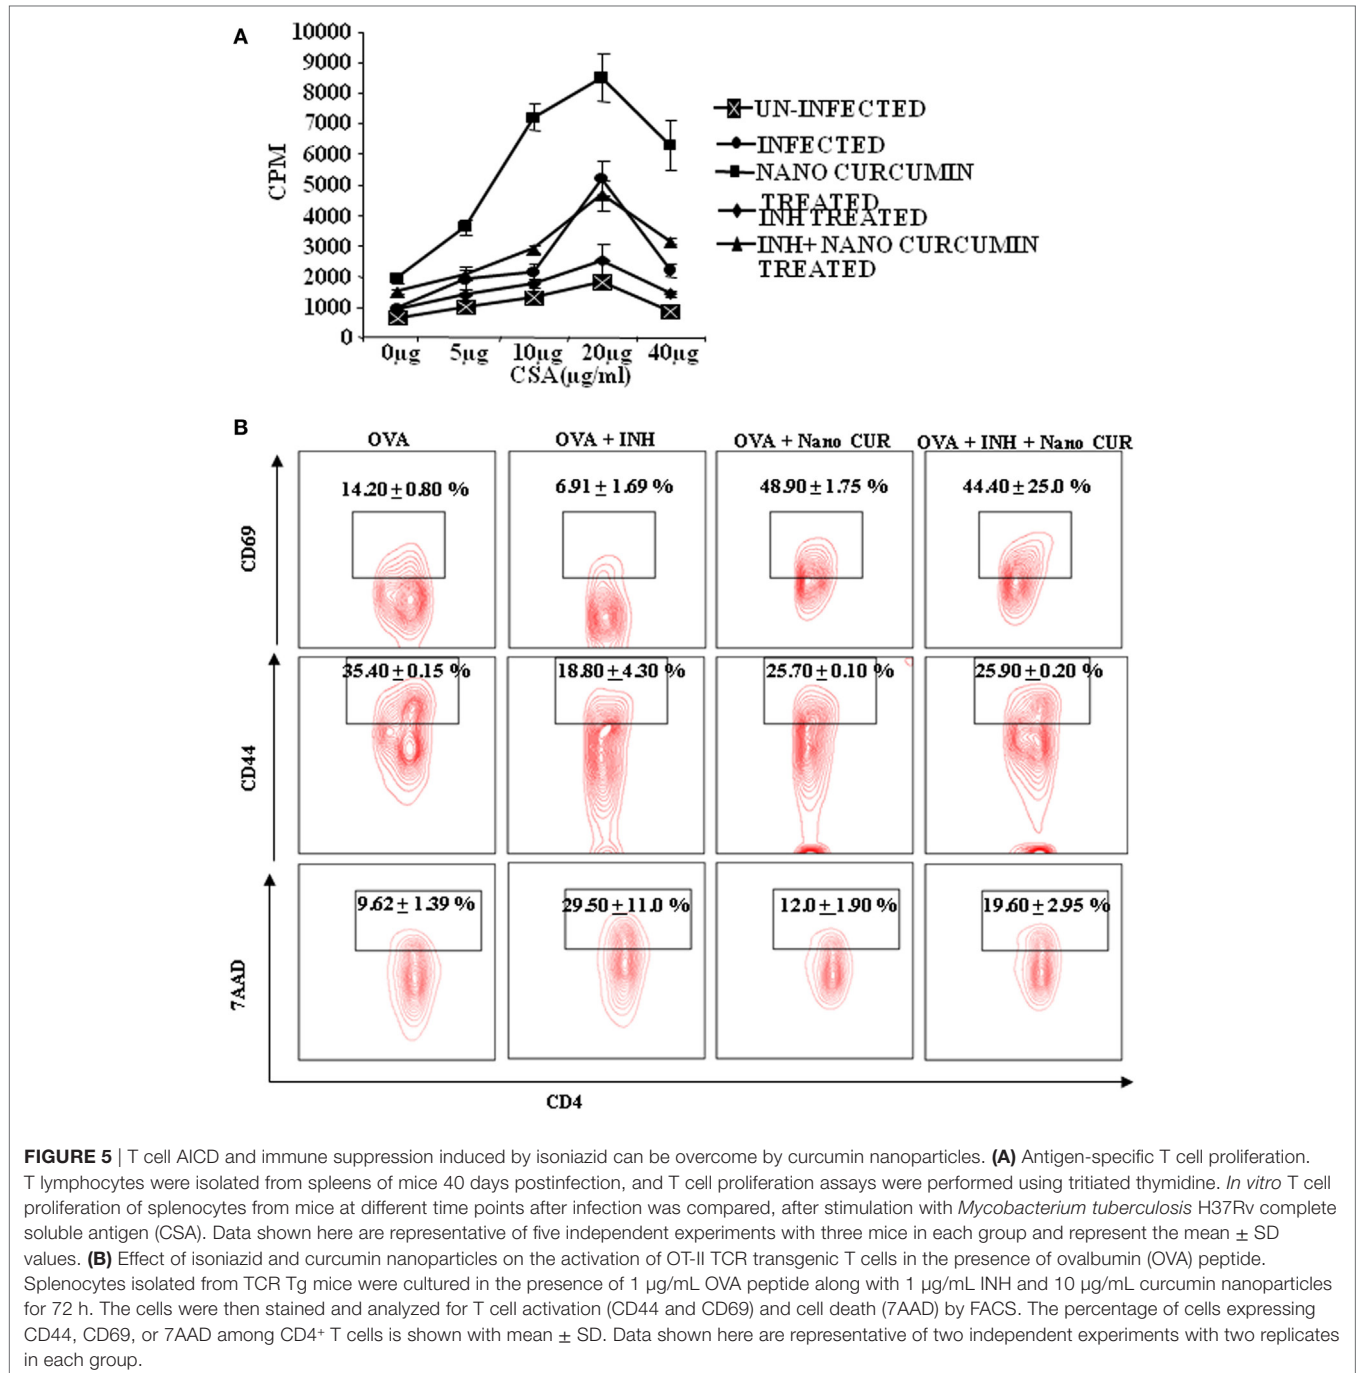 A
10000
9000
8000
7000
6000
5000
4000
3000
2000
1000
0
CPM
0µg 5µg 10µg 20µg 40µg
CSA(µg/ml)
UN-INFECTED
INFECTED
NANO CURCUMIN
TREATED
INH TREATED
INH+ NANO CURCUMIN
TREATED
B
OVA OVA + INH OVA + Nano CUR OVA + INH + Nano CUR
CD69
14.20 ± 0.80 % 6.91 ± 1.69 % 48.90 ± 1.75 % 44.40 ± 25.0 %
CD44
35.40 ± 0.15 % 18.80 ± 4.30 % 25.70 ± 0.10 % 25.90 ± 0.20 %
7AAD
9.62 ± 1.39 % 29.50 ± 11.0 % 12.0 ± 1.90 % 19.60 ± 2.95 %
CD4
FIGURE 5 | T cell AICD and immune suppression induced by isoniazid can be overcome by curcumin nanoparticles. (A) Antigen-specific T cell proliferation.
T lymphocytes were isolated from spleens of mice 40 days postinfection, and T cell proliferation assays were performed using tritiated thymidine. In vitro T cell
proliferation of splenocytes from mice at different time points after infection was compared, after stimulation with Mycobacterium tuberculosis H37Rv complete
soluble antigen (CSA). Data shown here are representative of five independent experiments with three mice in each group and represent the mean ± SD
values. (B) Effect of isoniazid and curcumin nanoparticles on the activation of OT-II TCR transgenic T cells in the presence of ovalbumin (OVA) peptide.
Splenocytes isolated from TCR Tg mice were cultured in the presence of 1 µg/mL OVA peptide along with 1 µg/mL INH and 10 µg/mL curcumin nanoparticles
for 72 h. The cells were then stained and analyzed for T cell activation (CD44 and CD69) and cell death (7AAD) by FACS. The percentage of cells expressing
CD44, CD69, or 7AAD among CD4⁺ T cells is shown with mean ± SD. Data shown here are representative of two independent experiments with two replicates
in each group.